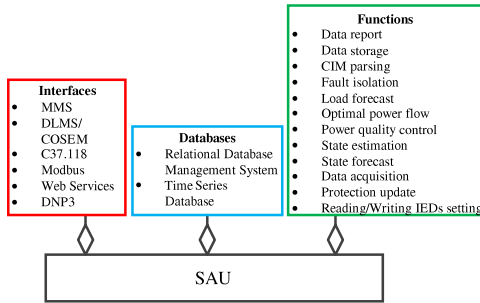 Interfaces
• MMS
• DLMS/
COSEM
• C37.118
• Modbus
• Web Services
• DNP3
Databases
• Relational Database
Management System
• Time Series
Database
Functions
• Data report
• Data storage
• CIM parsing
• Fault isolation
• Load forecast
• Optimal power flow
• Power quality control
• State estimation
• State forecast
• Data acquisition
• Protection update
• Reading/Writing IEDs setting
SAU